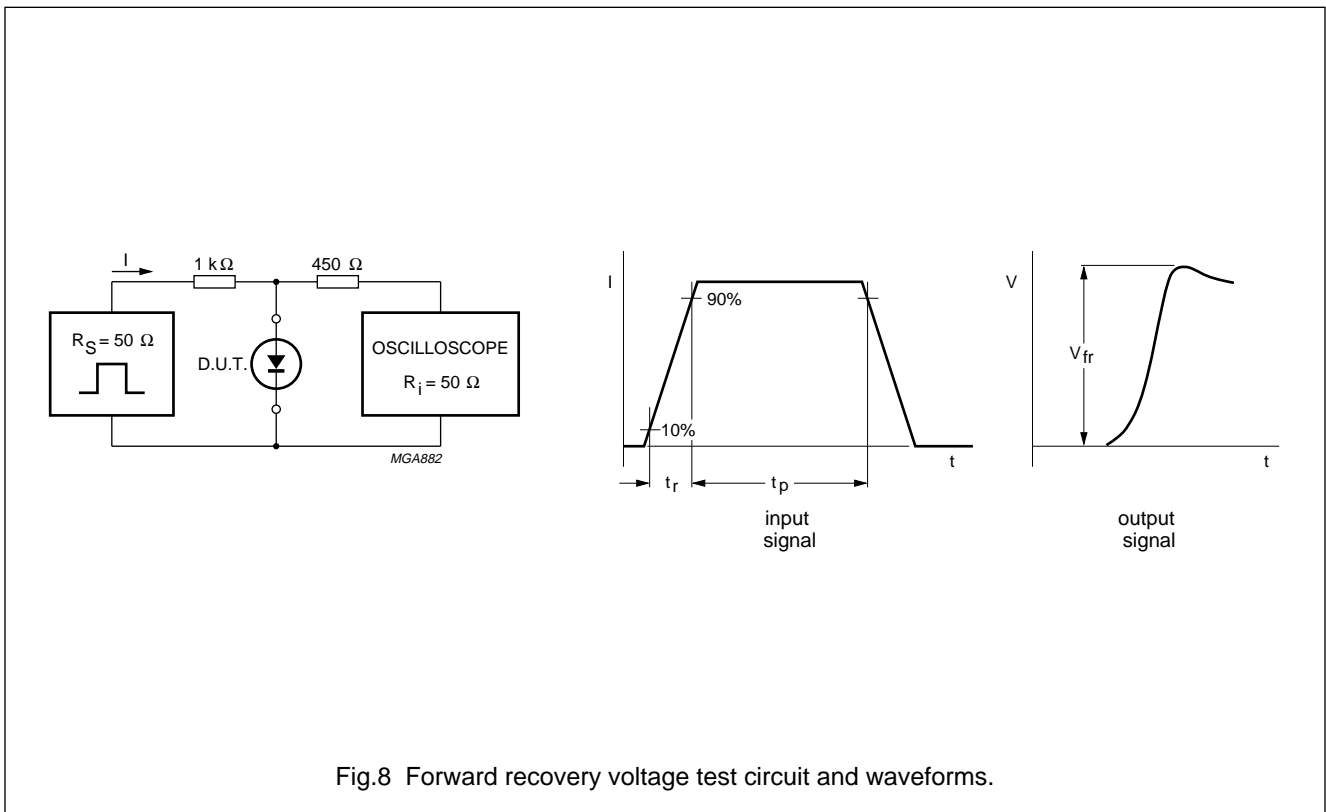 I
1 kΩ
450 Ω
R_S = 50 Ω
D.U.T.
OSCILLOSCOPE
R_i = 50 Ω
MGA882
I
90%
10%
t
t_r
t_p
input
signal
V
V_fr
t
output
signal
Fig.8 Forward recovery voltage test circuit and waveforms.